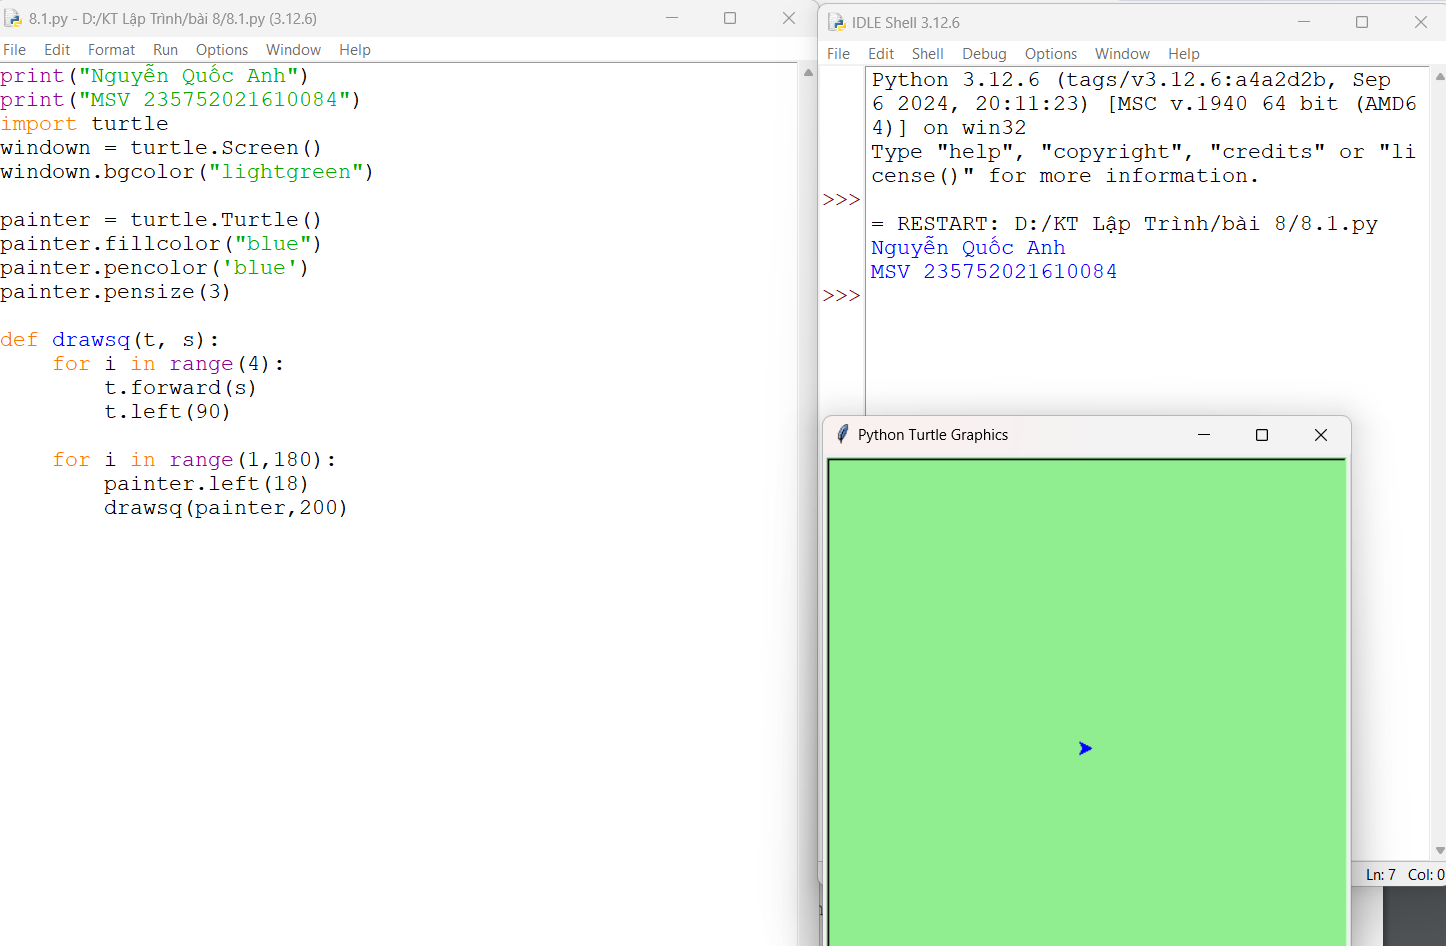 8.1.py - D:/KT Lập Trình/bài 8/8.1.py (3.12.6)
File Edit Format Run Options Window Help
print("Nguyễn Quốc Anh")
print("MSV 235752021610084")
import turtle
windown = turtle.Screen()
windown.bgcolor("lightgreen")

painter = turtle.Turtle()
painter.fillcolor("blue")
painter.pencolor('blue')
painter.pensize(3)

def drawsq(t, s):
    for i in range(4):
        t.forward(s)
        t.left(90)

    for i in range(1,180):
        painter.left(18)
        drawsq(painter,200)
IDLE Shell 3.12.6
File Edit Shell Debug Options Window Help
Python 3.12.6 (tags/v3.12.6:a4a2d2b, Sep
6 2024, 20:11:23) [MSC v.1940 64 bit (AMD6
4)] on win32
Type "help", "copyright", "credits" or "li
cense()" for more information.
>>>
= RESTART: D:/KT Lập Trình/bài 8/8.1.py
Nguyễn Quốc Anh
MSV 235752021610084
>>>
Python Turtle Graphics
Ln: 7 Col: 0